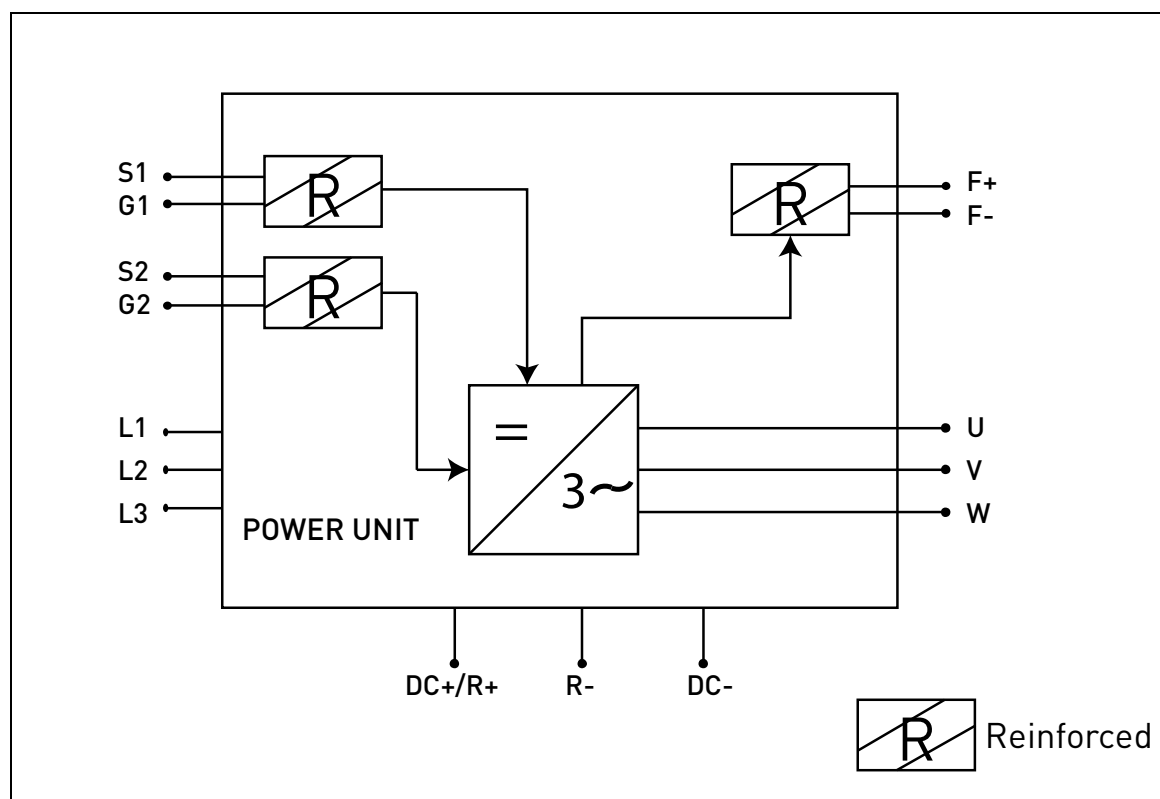 S1
G1
R
S2
G2
R
R
F+
F-
L1
L2
L3
POWER UNIT
=
3~
U
V
W
DC+/R+
R-
DC-
R
Reinforced